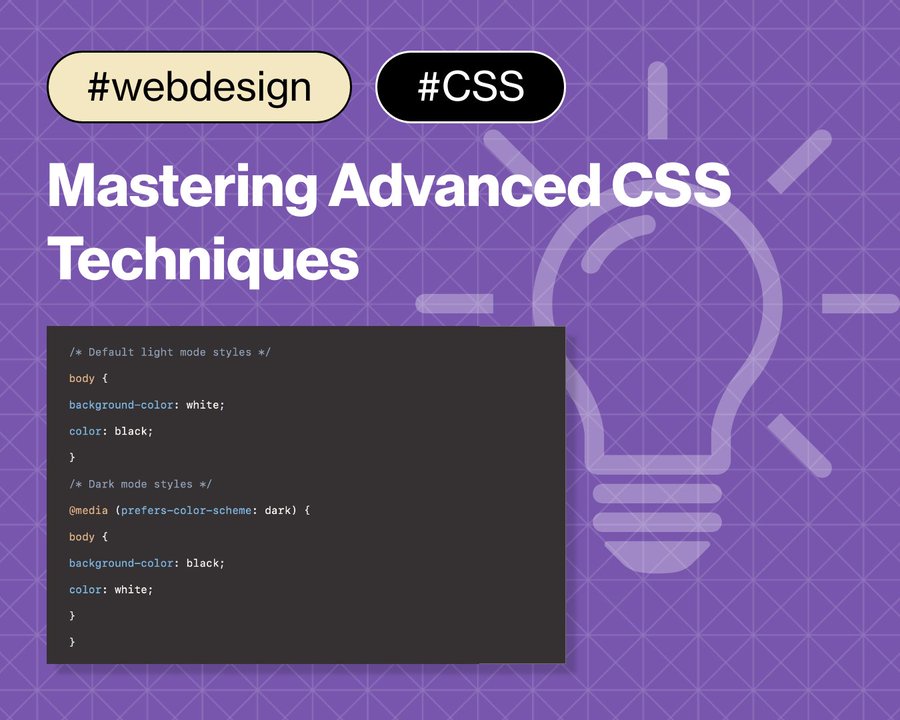 #webdesign #CSS
Mastering Advanced CSS
Techniques
/* Default light mode styles */
body {
background-color: white;
color: black;
}
/* Dark mode styles */
@media (prefers-color-scheme: dark) {
body {
background-color: black;
color: white;
}
}